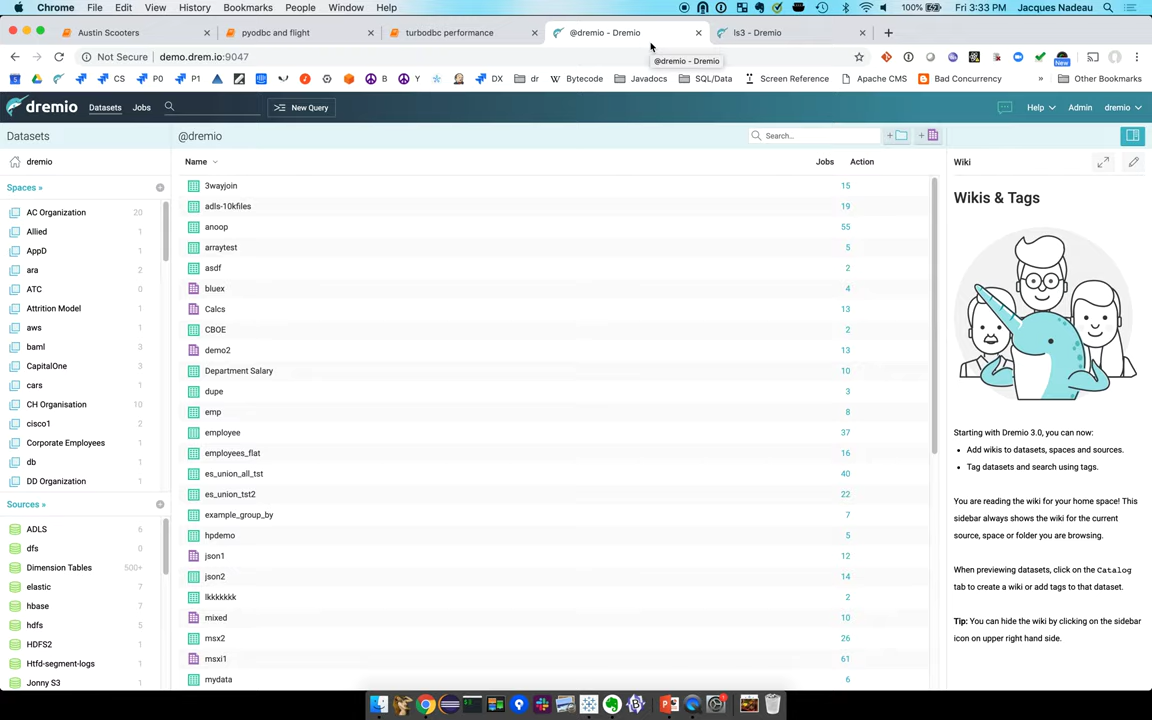 Chrome File Edit View History Bookmarks People Window Help 100% Fri 3:33 PM Jacques Nadeau
Austin Scooters pyodbc and flight turbodbc performance @dremio - Dremio ls3 - Dremio
Not Secure demo.drem.io:9047
@dremio - Dremio
CS P0 P1 B Y DX dr Bytecode Javadocs SQL/Data Screen Reference Apache CMS Bad Concurrency New Other Bookmarks
dremio Datasets Jobs New Query Help Admin dremio
Datasets @dremio Search...
dremio Name Jobs Action Wiki
Spaces »
AC Organization 20
Allied 1
AppD 1
ara 2
ATC 0
Attrition Model 1
aws 1
baml 1
CapitalOne 1
cars 1
CH Organisation 10
cisco1 2
Corporate Employees 1
db 1
DD Organization 1
Sources »
ADLS 6
dfs 0
Dimension Tables 500+
elastic 7
hbase 7
hdfs 5
HDFS2 7
Htfd-segment-logs 1
Jonny S3 1
3wayjoin 15
adls-10kfiles 19
anoop 55
arraytest 5
asdf 2
bluex 4
Calcs 13
CBOE 2
demo2 13
Department Salary 10
dupe 3
emp 8
employee 37
employees_flat 16
es_union_all_tst 40
es_union_tst2 22
example_group_by 7
hpdemo 5
json1 12
json2 14
lkkkkkkk 2
mixed 10
msx2 26
msxi1 61
mydata 6
Wikis & Tags
Starting with Dremio 3.0, you can now:
• Add wikis to datasets, spaces and sources.
• Tag datasets and search using tags.
You are reading the wiki for your home space! This
sidebar always shows the wiki for the current
source, space or folder you are browsing.
When previewing datasets, click on the Catalog
tab to create a wiki or add tags to that dataset.
Tip: You can hide the wiki by clicking on the sidebar
icon on upper right hand side.